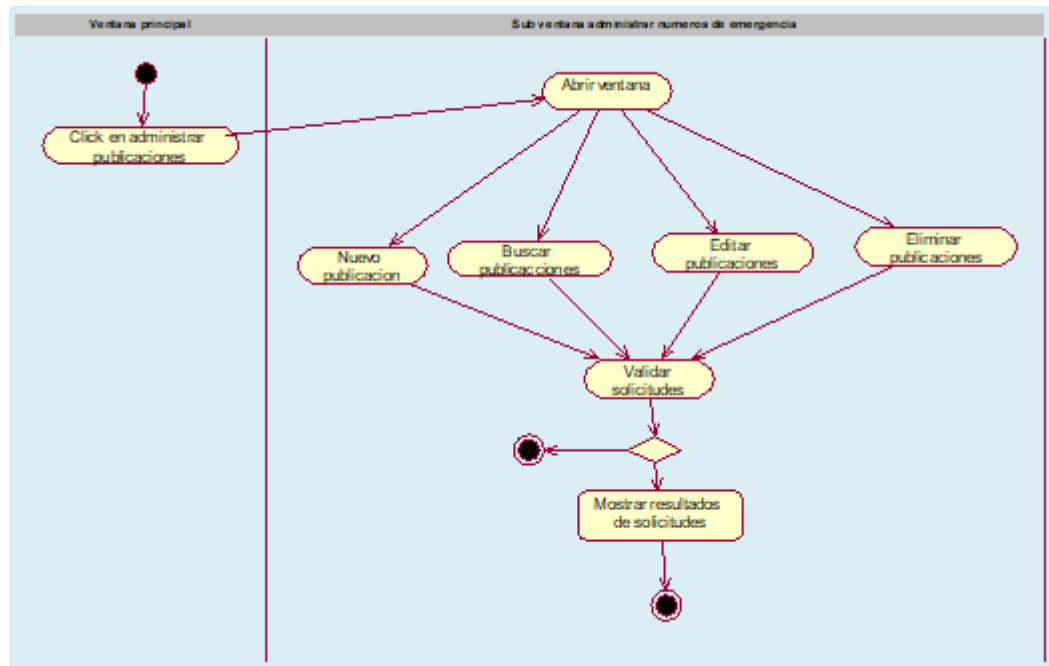 Ventana principal
Sub ventana administrar numeros de emergencia
Abrir ventana
Click en administrar
publicaciones
Nuevo
publicacion
Buscar
publicacciones
Editar
publicaciones
Eliminar
publicaciones
Validar
solicitudes
Mostrar resultados
de solicitudes